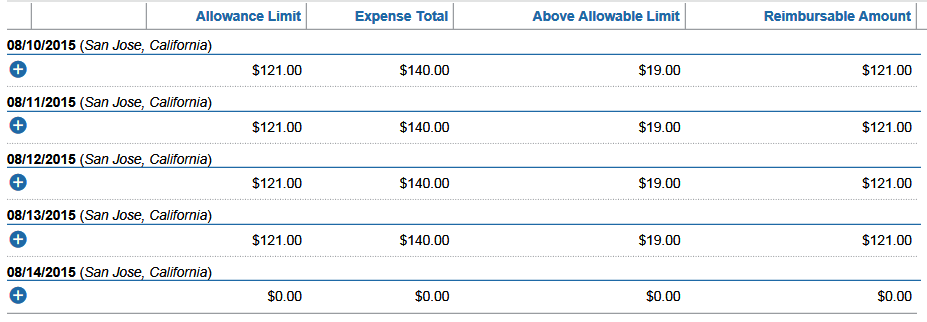 Allowance Limit Expense Total Above Allowable Limit Reimbursable Amount
08/10/2015 (San Jose, California)
$121.00 $140.00 $19.00 $121.00
08/11/2015 (San Jose, California)
$121.00 $140.00 $19.00 $121.00
08/12/2015 (San Jose, California)
$121.00 $140.00 $19.00 $121.00
08/13/2015 (San Jose, California)
$121.00 $140.00 $19.00 $121.00
08/14/2015 (San Jose, California)
$0.00 $0.00 $0.00 $0.00